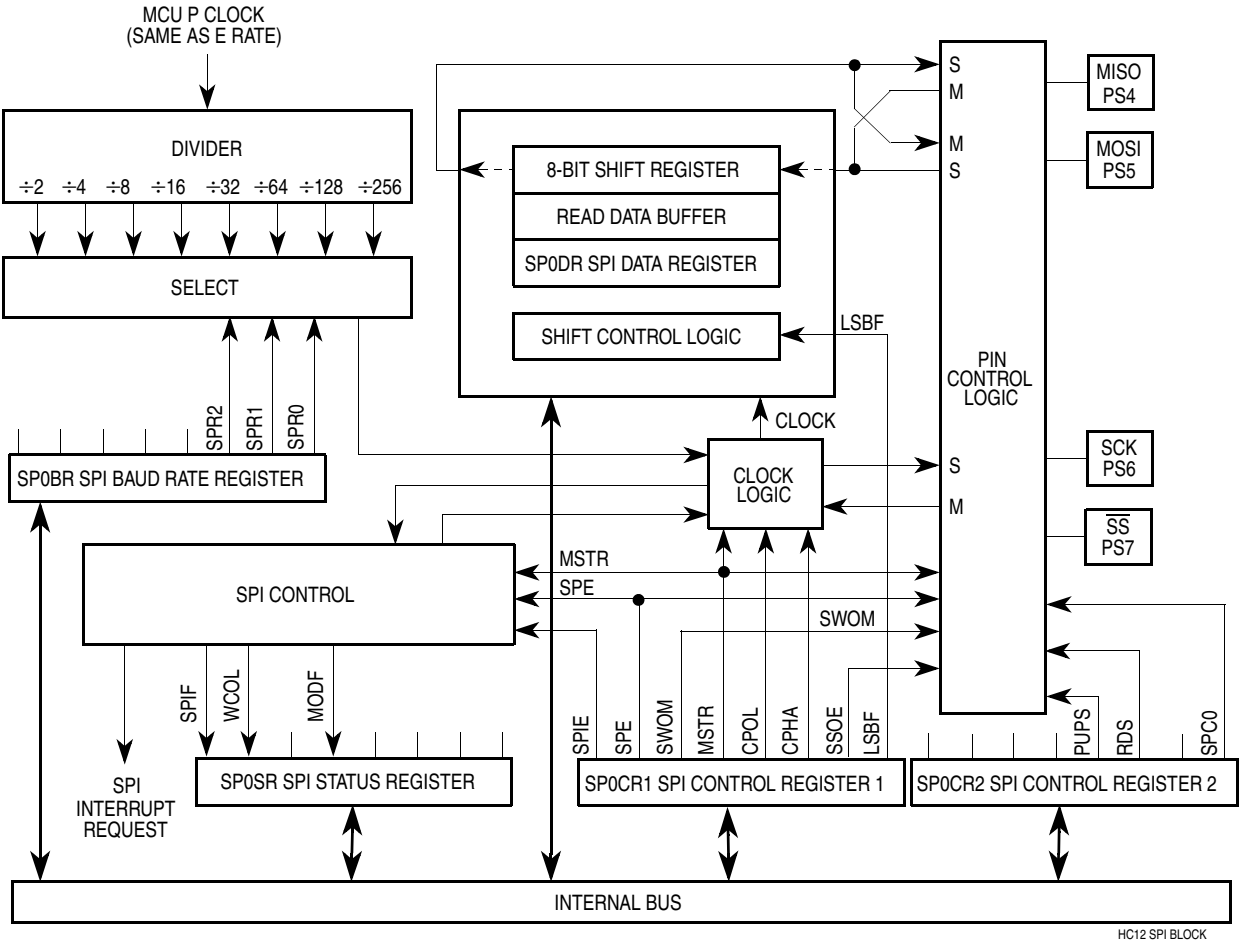 MCU P CLOCK
(SAME AS E RATE)
DIVIDER
÷2 ÷4 ÷8 ÷16 ÷32 ÷64 ÷128 ÷256
SELECT
SPR2
SPR1
SPR0
SP0BR SPI BAUD RATE REGISTER
8-BIT SHIFT REGISTER
READ DATA BUFFER
SP0DR SPI DATA REGISTER
SHIFT CONTROL LOGIC
LSBF
CLOCK
CLOCK
LOGIC
S
M
M
S
PIN
CONTROL
LOGIC
S
M
MISO
PS4
MOSI
PS5
SCK
PS6
SS
PS7
SPI CONTROL
MSTR
SPE
SWOM
SPIF
WCOL
MODF
SPI
INTERRUPT
REQUEST
SP0SR SPI STATUS REGISTER
SPIE
SPE
SWOM
MSTR
CPOL
CPHA
SSOE
LSBF
SP0CR1 SPI CONTROL REGISTER 1
PUPS
RDS
SPC0
SP0CR2 SPI CONTROL REGISTER 2
INTERNAL BUS
HC12 SPI BLOCK